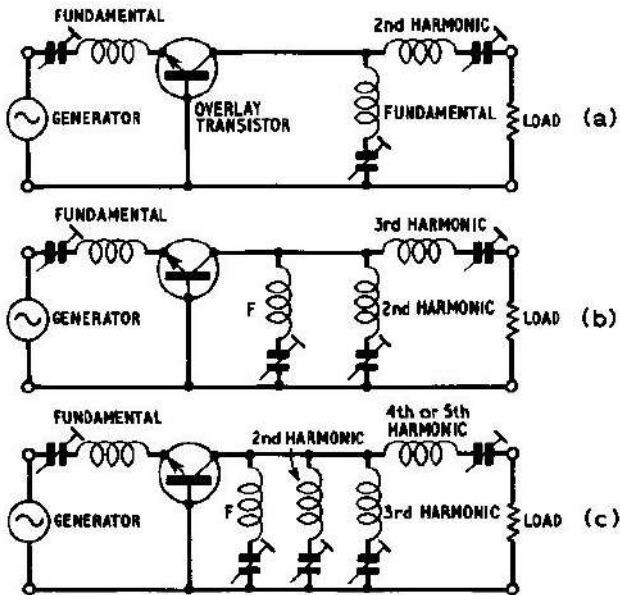 FUNDAMENTAL
2nd HARMONIC
GENERATOR
OVERLAY
TRANSISTOR
FUNDAMENTAL
LOAD
(a)
FUNDAMENTAL
3rd HARMONIC
GENERATOR
F
2nd HARMONIC
LOAD
(b)
FUNDAMENTAL
2nd HARMONIC
4th or 5th
HARMONIC
GENERATOR
F
3rd HARMONIC
LOAD
(c)